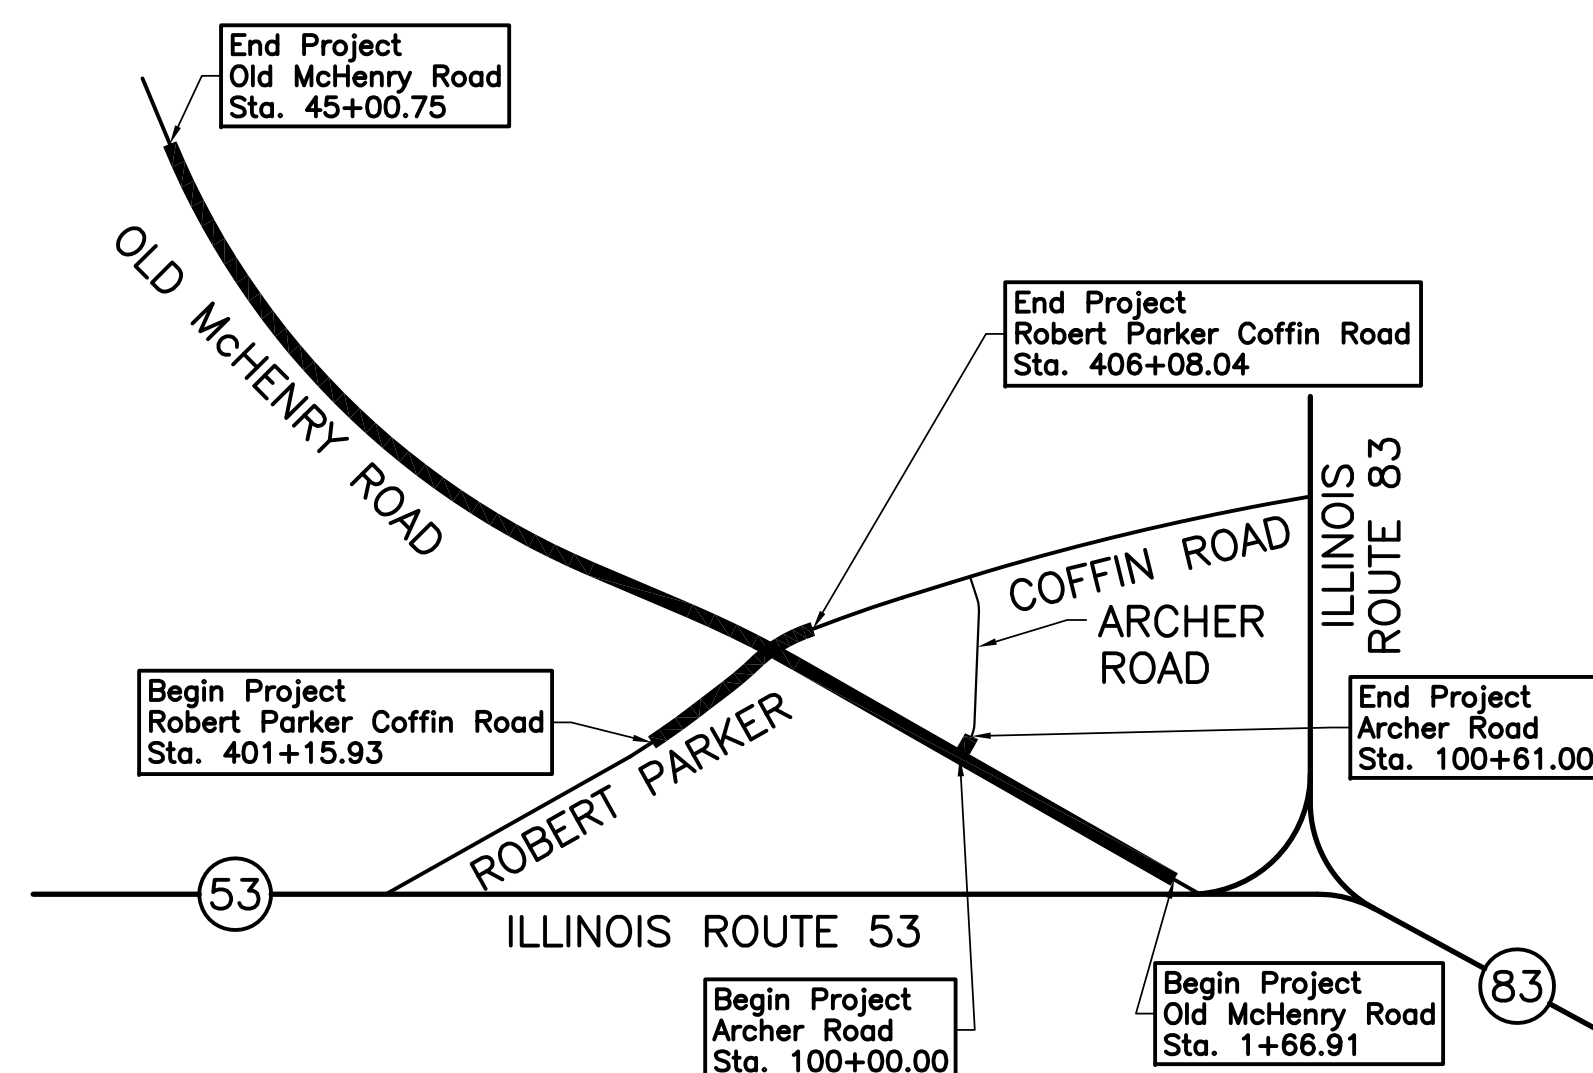 End Project
Old McHenry Road
Sta. 45+00.75
OLD McHENRY ROAD
End Project
Robert Parker Coffin Road
Sta. 406+08.04
ILLINOIS
ROUTE 83
COFFIN ROAD
ARCHER
ROAD
Begin Project
Robert Parker Coffin Road
Sta. 401+15.93
ROBERT PARKER
End Project
Archer Road
Sta. 100+61.00
53
ILLINOIS ROUTE 53
Begin Project
Archer Road
Sta. 100+00.00
Begin Project
Old McHenry Road
Sta. 1+66.91
83